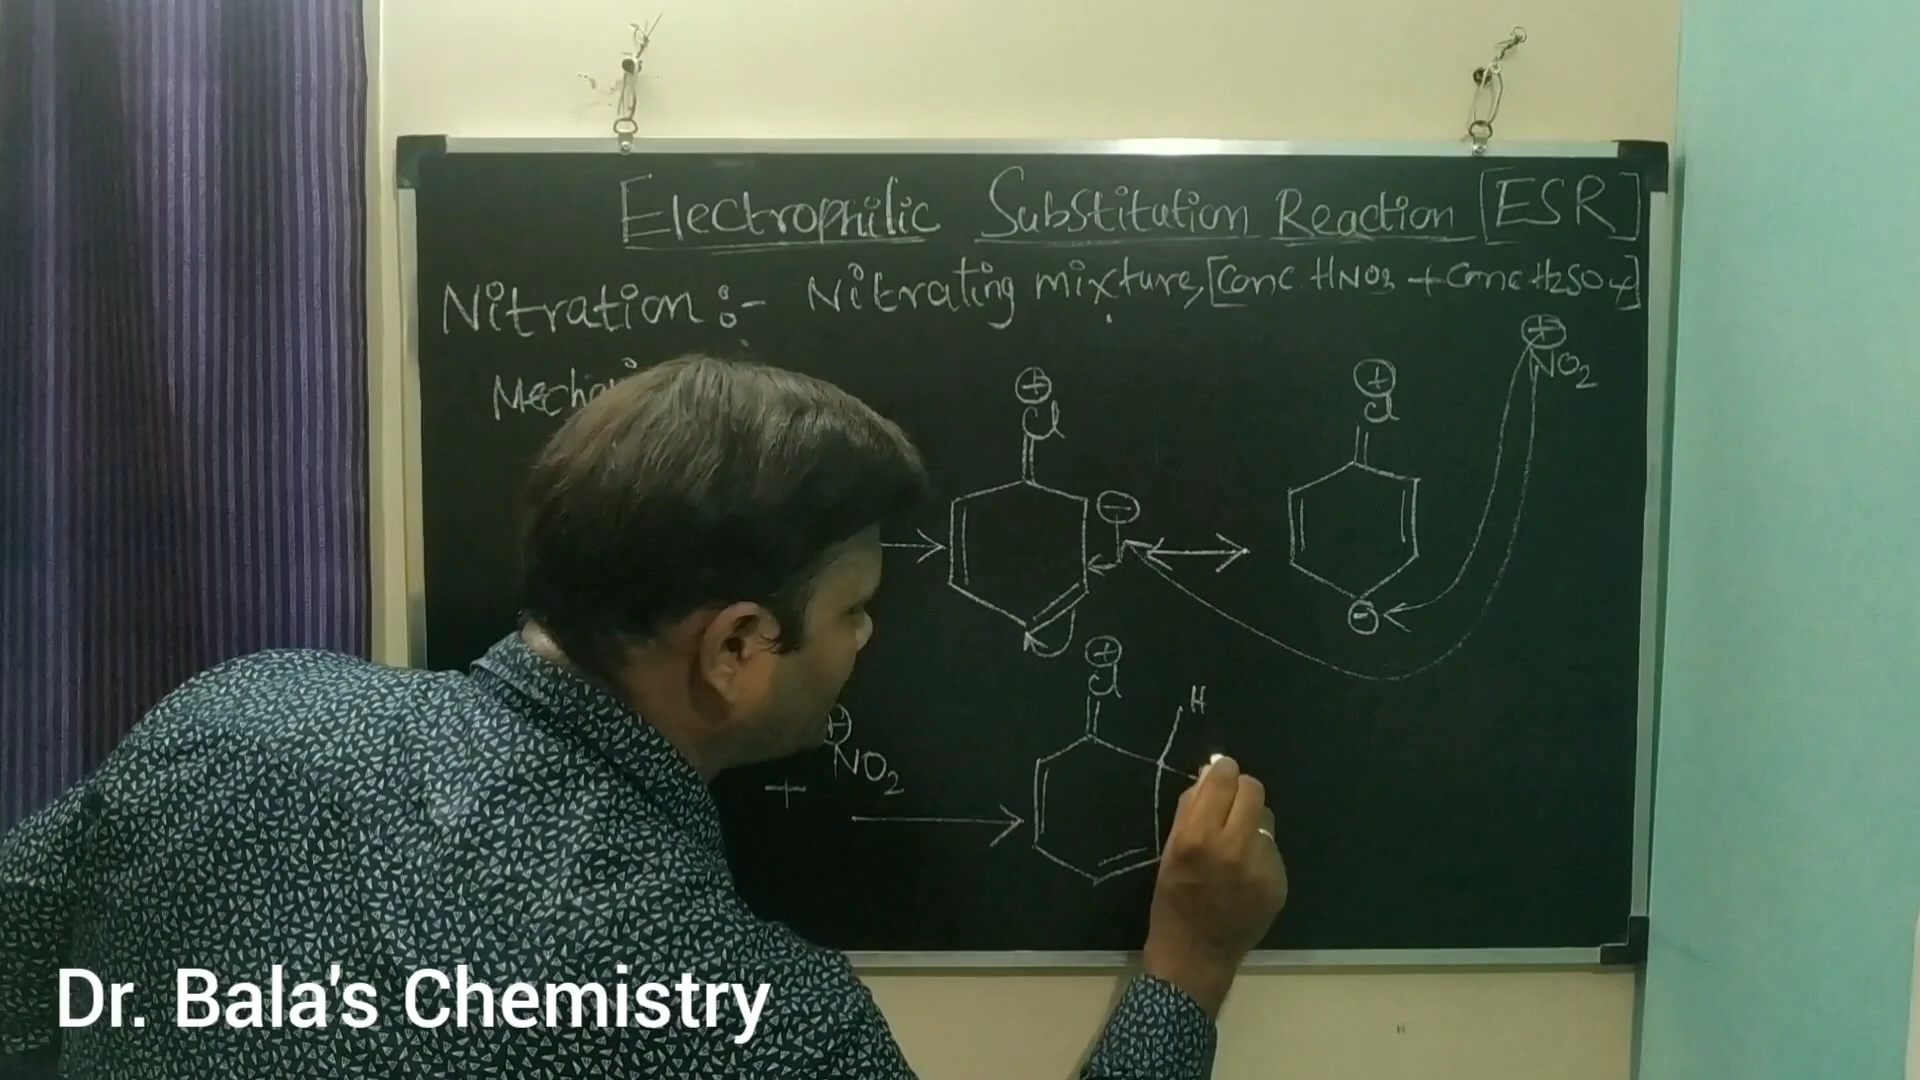 Electrophilic Substitution Reaction [ESR]
Nitration :- Nitrating mixture, [Conc. HNO3 + Conc H2SO4]
⊕ NO2
⊕ Cl
⊖
⊕ Cl
⊖
⊕ Cl
H
+ ⊕ NO2
Dr. Bala's Chemistry